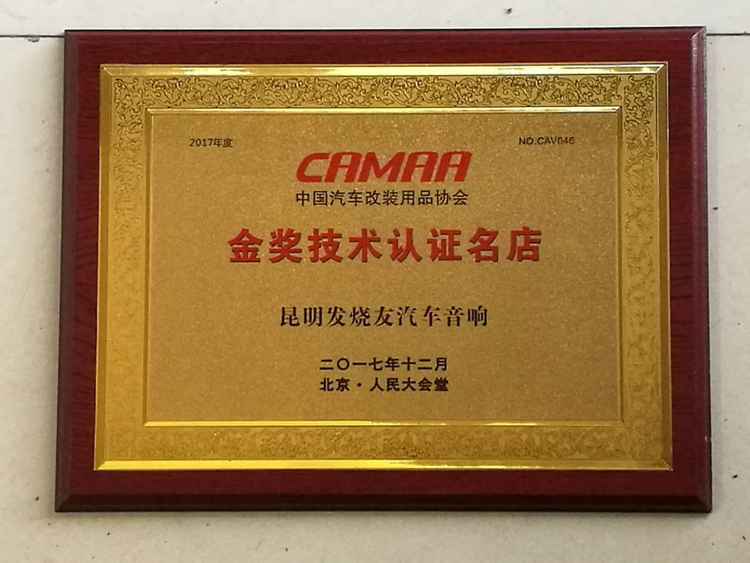 2017年度
NO.CAV046
CAMAA
中国汽车改装用品协会
金奖技术认证名店
昆明发烧友汽车音响
二〇一七年十二月
北京·人民大会堂